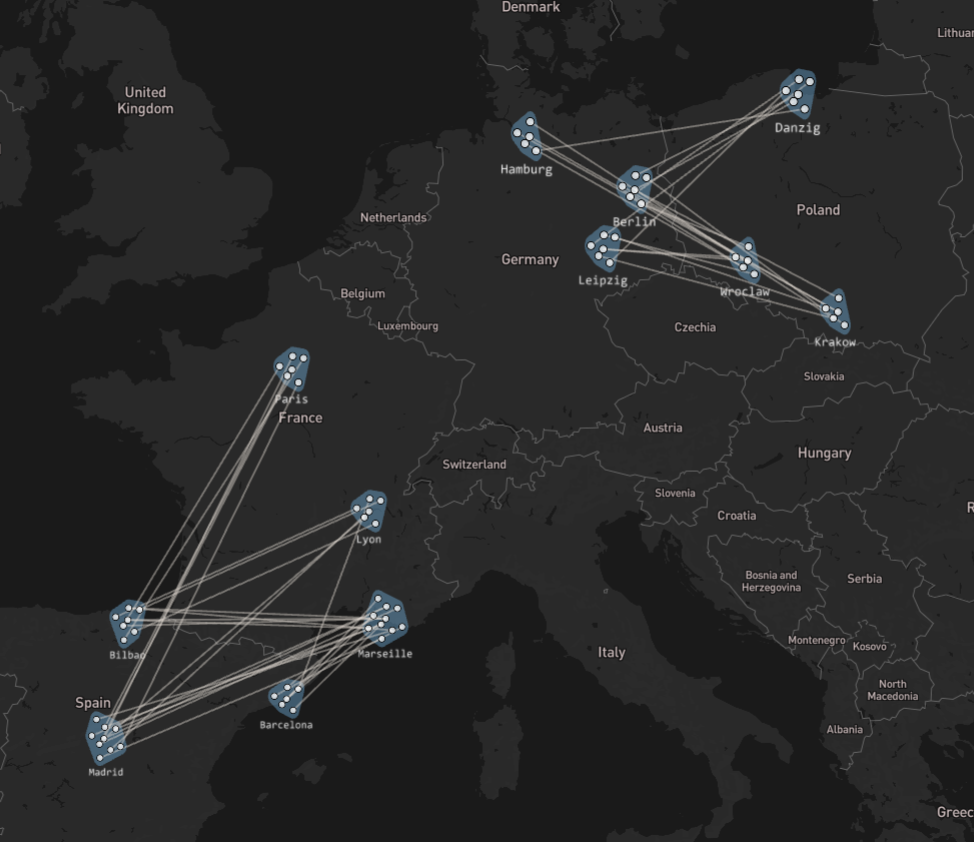 Denmark
Lithuan
United
Kingdom
Danzig
Hamburg
Netherlands
Berlin
Poland
Germany
Leipzig
Belgium
Wroclaw
Luxembourg
Czechia
Krakow
Slovakia
Paris
France
Austria
Hungary
Switzerland
Slovenia
R
Croatia
Lyon
Bosnia and
Herzegovina
Serbia
Montenegro
Kosovo
Bilbao
Marseille
Italy
North
Macedonia
Spain
Barcelona
Albania
Madrid
Greec